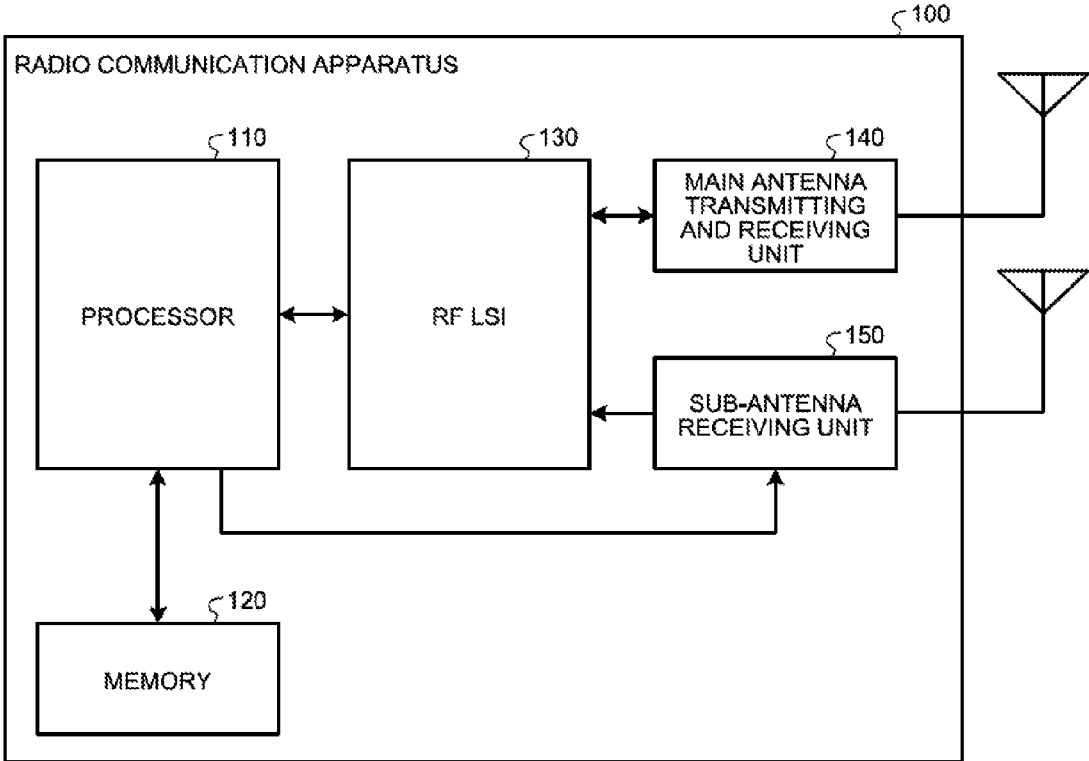 100
RADIO COMMUNICATION APPARATUS
110
130
140
PROCESSOR
RF LSI
MAIN ANTENNA
TRANSMITTING
AND RECEIVING
UNIT
150
SUB-ANTENNA
RECEIVING UNIT
120
MEMORY